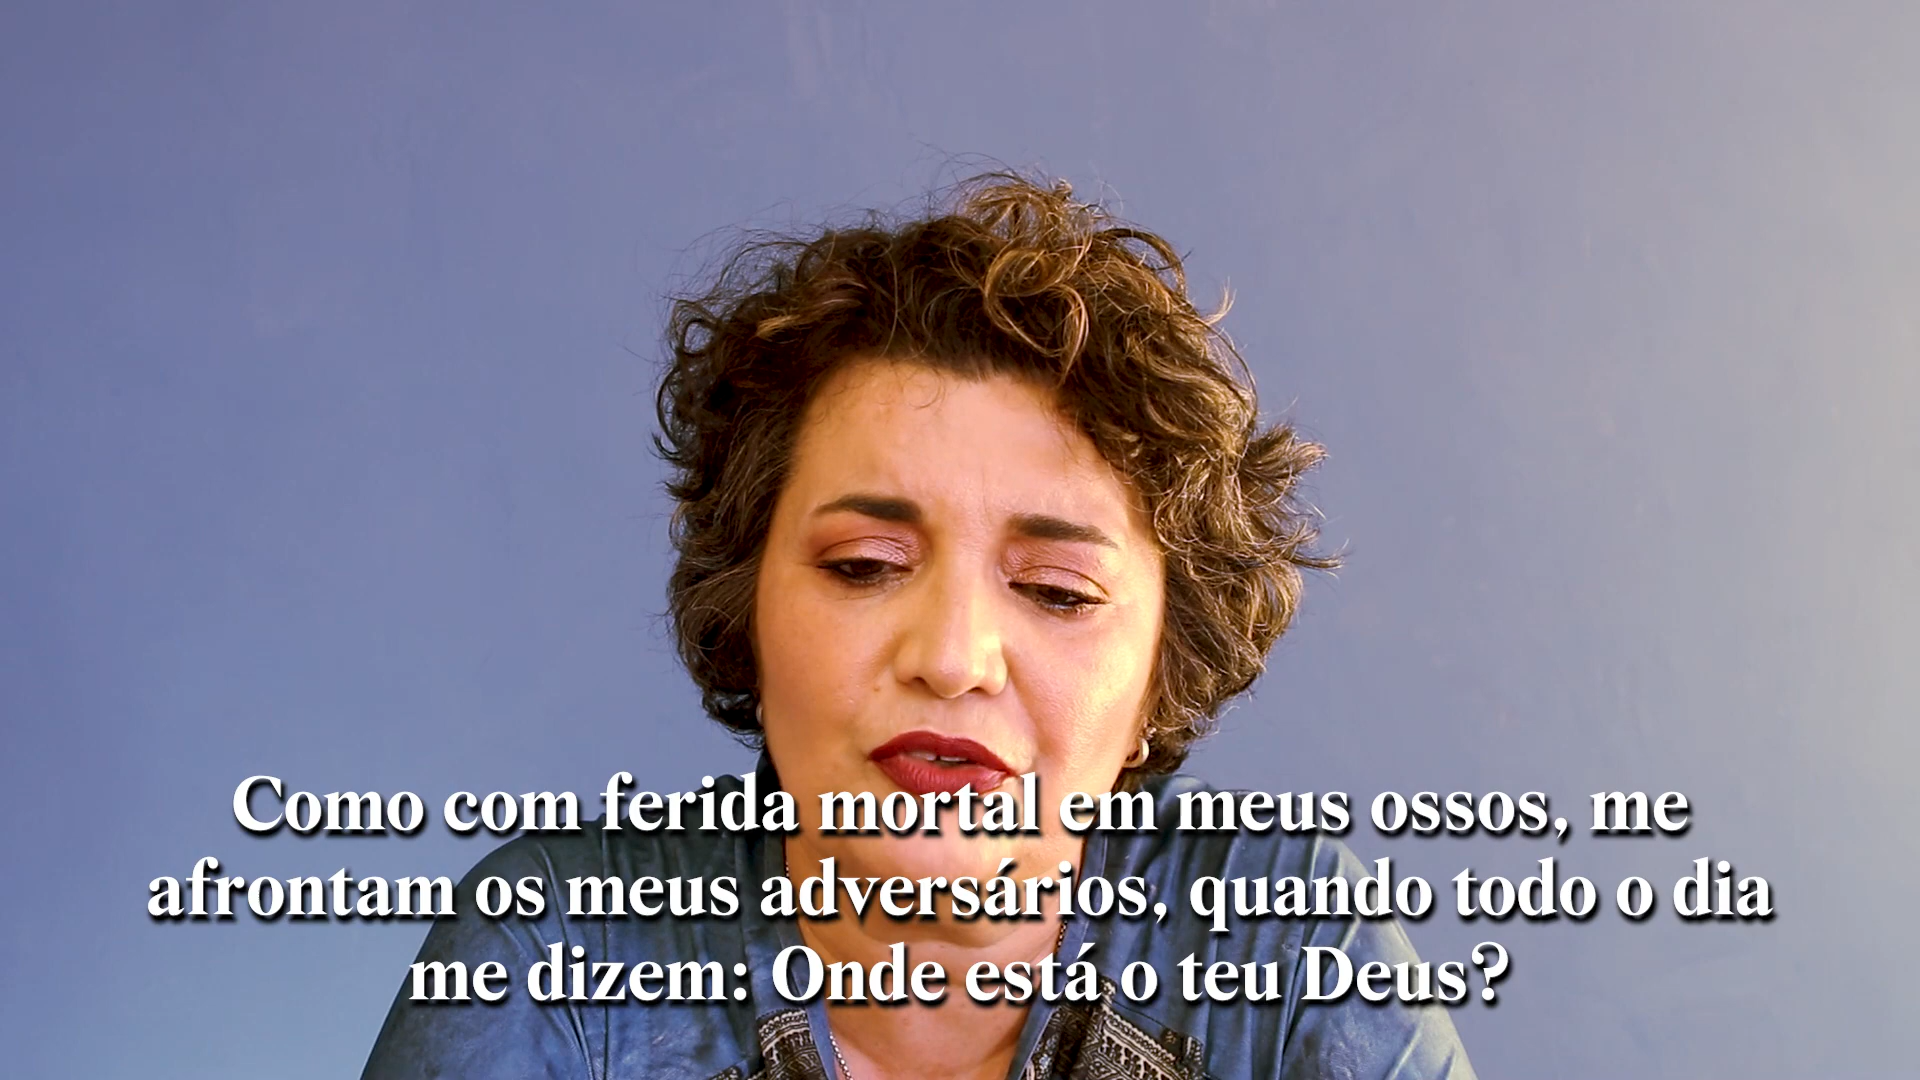 Como com ferida mortal em meus ossos, me
afrontam os meus adversários, quando todo o dia
me dizem: Onde está o teu Deus?